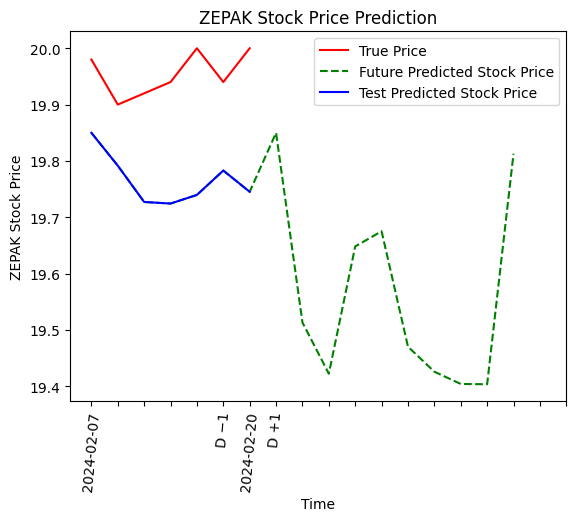 ZEPAK Stock Price Prediction
True Price
Future Predicted Stock Price
Test Predicted Stock Price
20.0
19.9
19.8
19.7
19.6
19.5
19.4
ZEPAK Stock Price
2024-02-07
D −1
2024-02-20
D +1
Time